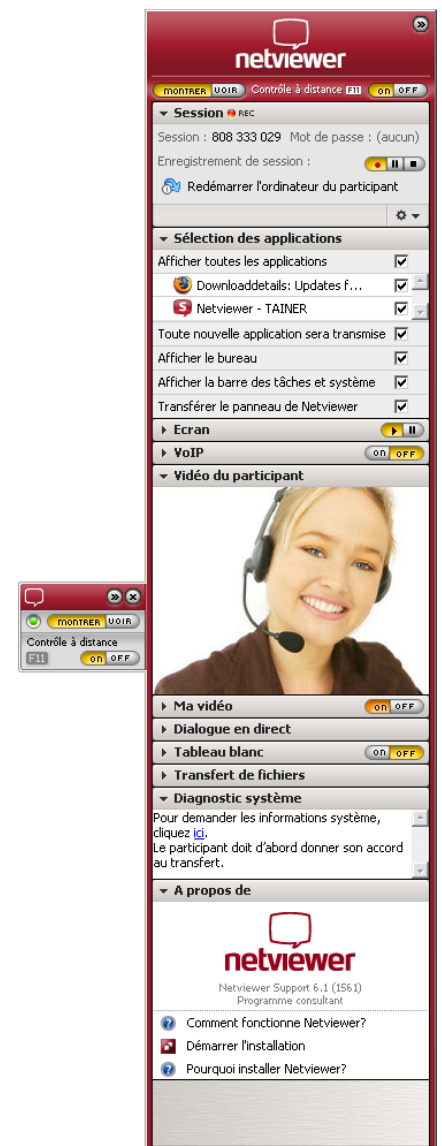 netviewer
MONTRER VOIR Contrôle à distance F11 on OFF
Session REC
Session : 808 333 029 Mot de passe : (aucun)
Enregistrement de session :
Redémarrer l'ordinateur du participant
Sélection des applications
Afficher toutes les applications
Downloaddetails: Updates f...
Netviewer - TAINER
Toute nouvelle application sera transmise
Afficher le bureau
Afficher la barre des tâches et système
Transférer le panneau de Netviewer
Ecran
VoIP on OFF
Vidéo du participant
MONTRER VOIR
Contrôle à distance
F11 on OFF
Ma vidéo on OFF
Dialogue en direct
Tableau blanc on OFF
Transfert de fichiers
Diagnostic système
Pour demander les informations système,
cliquez ici.
Le participant doit d'abord donner son accord
au transfert.
A propos de
netviewer
Netviewer Support 6.1 (1561)
Programme consultant
Comment fonctionne Netviewer?
Démarrer l'installation
Pourquoi installer Netviewer?